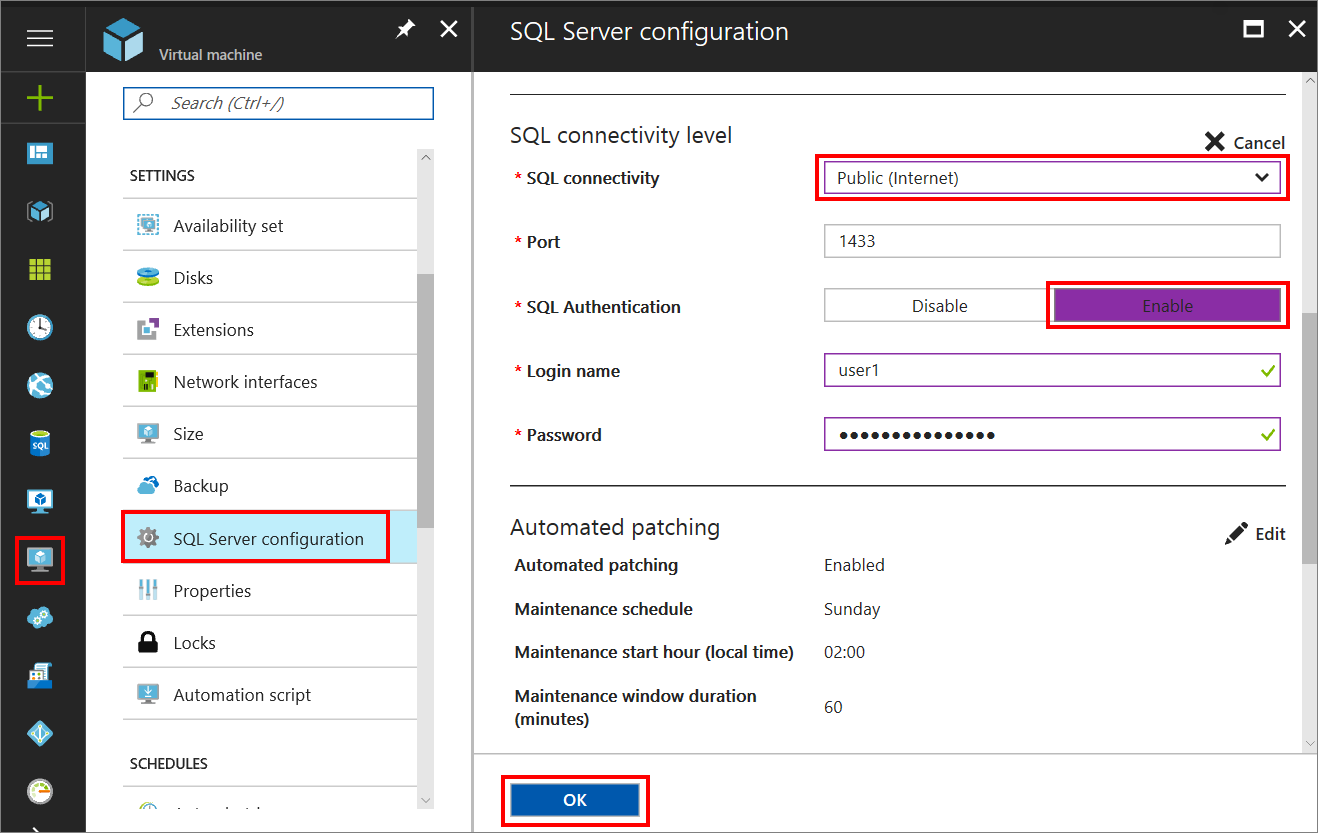 Virtual machine
Search (Ctrl+/)
SETTINGS
Availability set
Disks
Extensions
Network interfaces
Size
Backup
SQL Server configuration
Properties
Locks
Automation script
SCHEDULES
SQL
SQL Server configuration
SQL connectivity level
Cancel
* SQL connectivity
Public (Internet)
* Port
1433
* SQL Authentication
Disable
Enable
* Login name
user1
* Password
•••••••••••••••
Automated patching
Edit
Automated patching
Enabled
Maintenance schedule
Sunday
Maintenance start hour (local time)
02:00
Maintenance window duration
(minutes)
60
OK